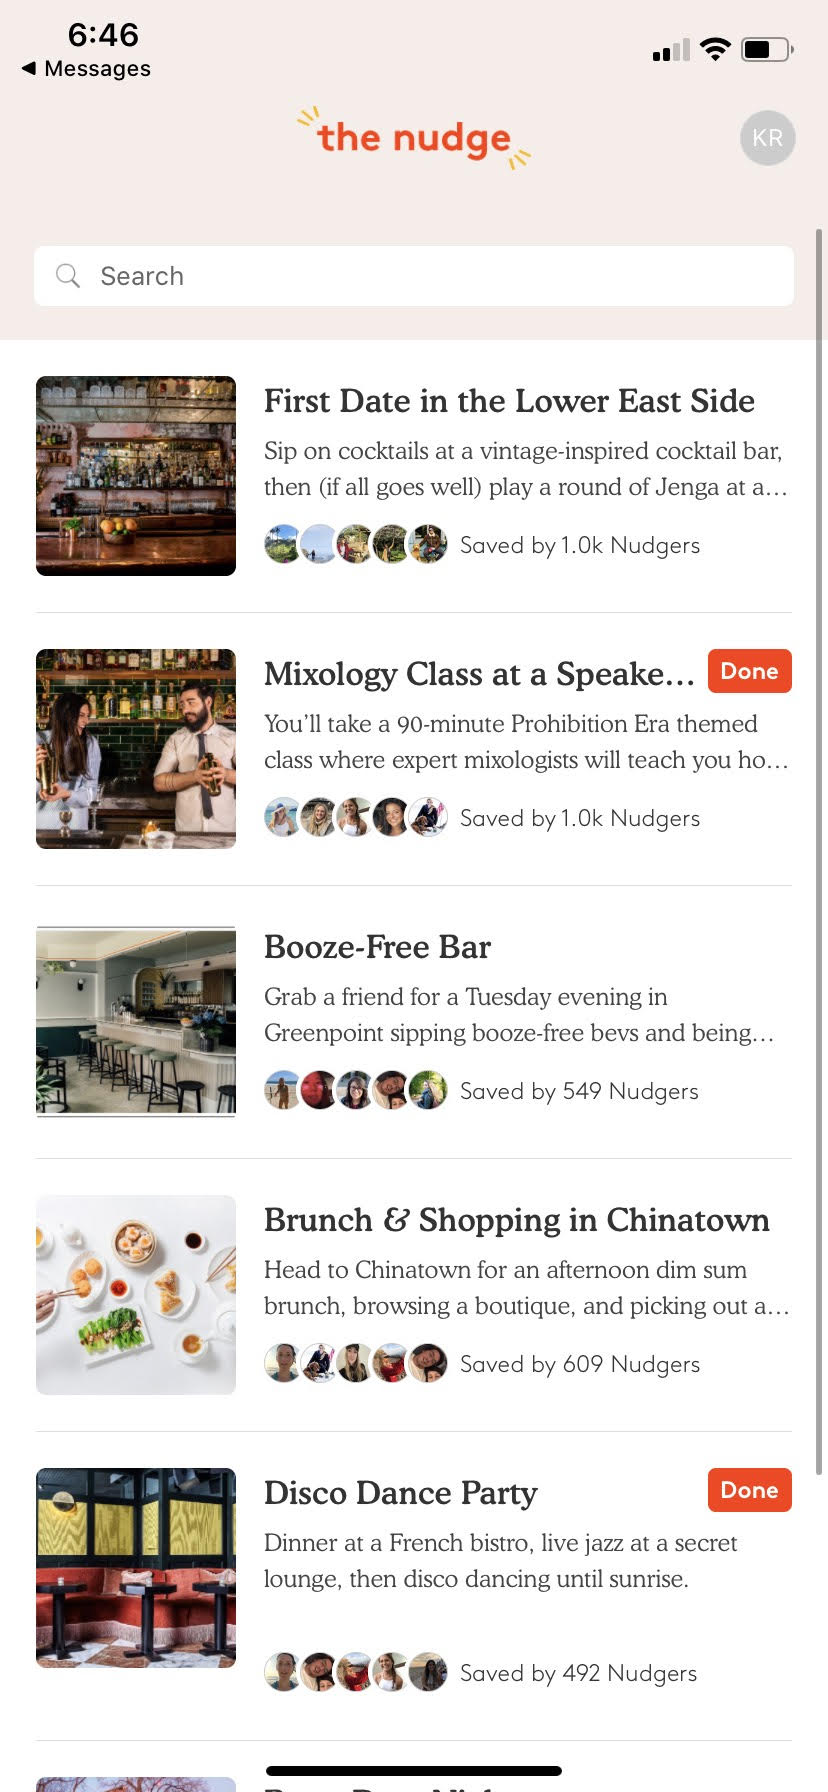 6:46
◀ Messages
the nudge
KR
Search
First Date in the Lower East Side
Sip on cocktails at a vintage-inspired cocktail bar,
then (if all goes well) play a round of Jenga at a...
Saved by 1.0k Nudgers
Mixology Class at a Speake...
Done
You'll take a 90-minute Prohibition Era themed
class where expert mixologists will teach you ho...
Saved by 1.0k Nudgers
Booze-Free Bar
Grab a friend for a Tuesday evening in
Greenpoint sipping booze-free bevs and being...
Saved by 549 Nudgers
Brunch & Shopping in Chinatown
Head to Chinatown for an afternoon dim sum
brunch, browsing a boutique, and picking out a...
Saved by 609 Nudgers
Disco Dance Party
Done
Dinner at a French bistro, live jazz at a secret
lounge, then disco dancing until sunrise.
Saved by 492 Nudgers